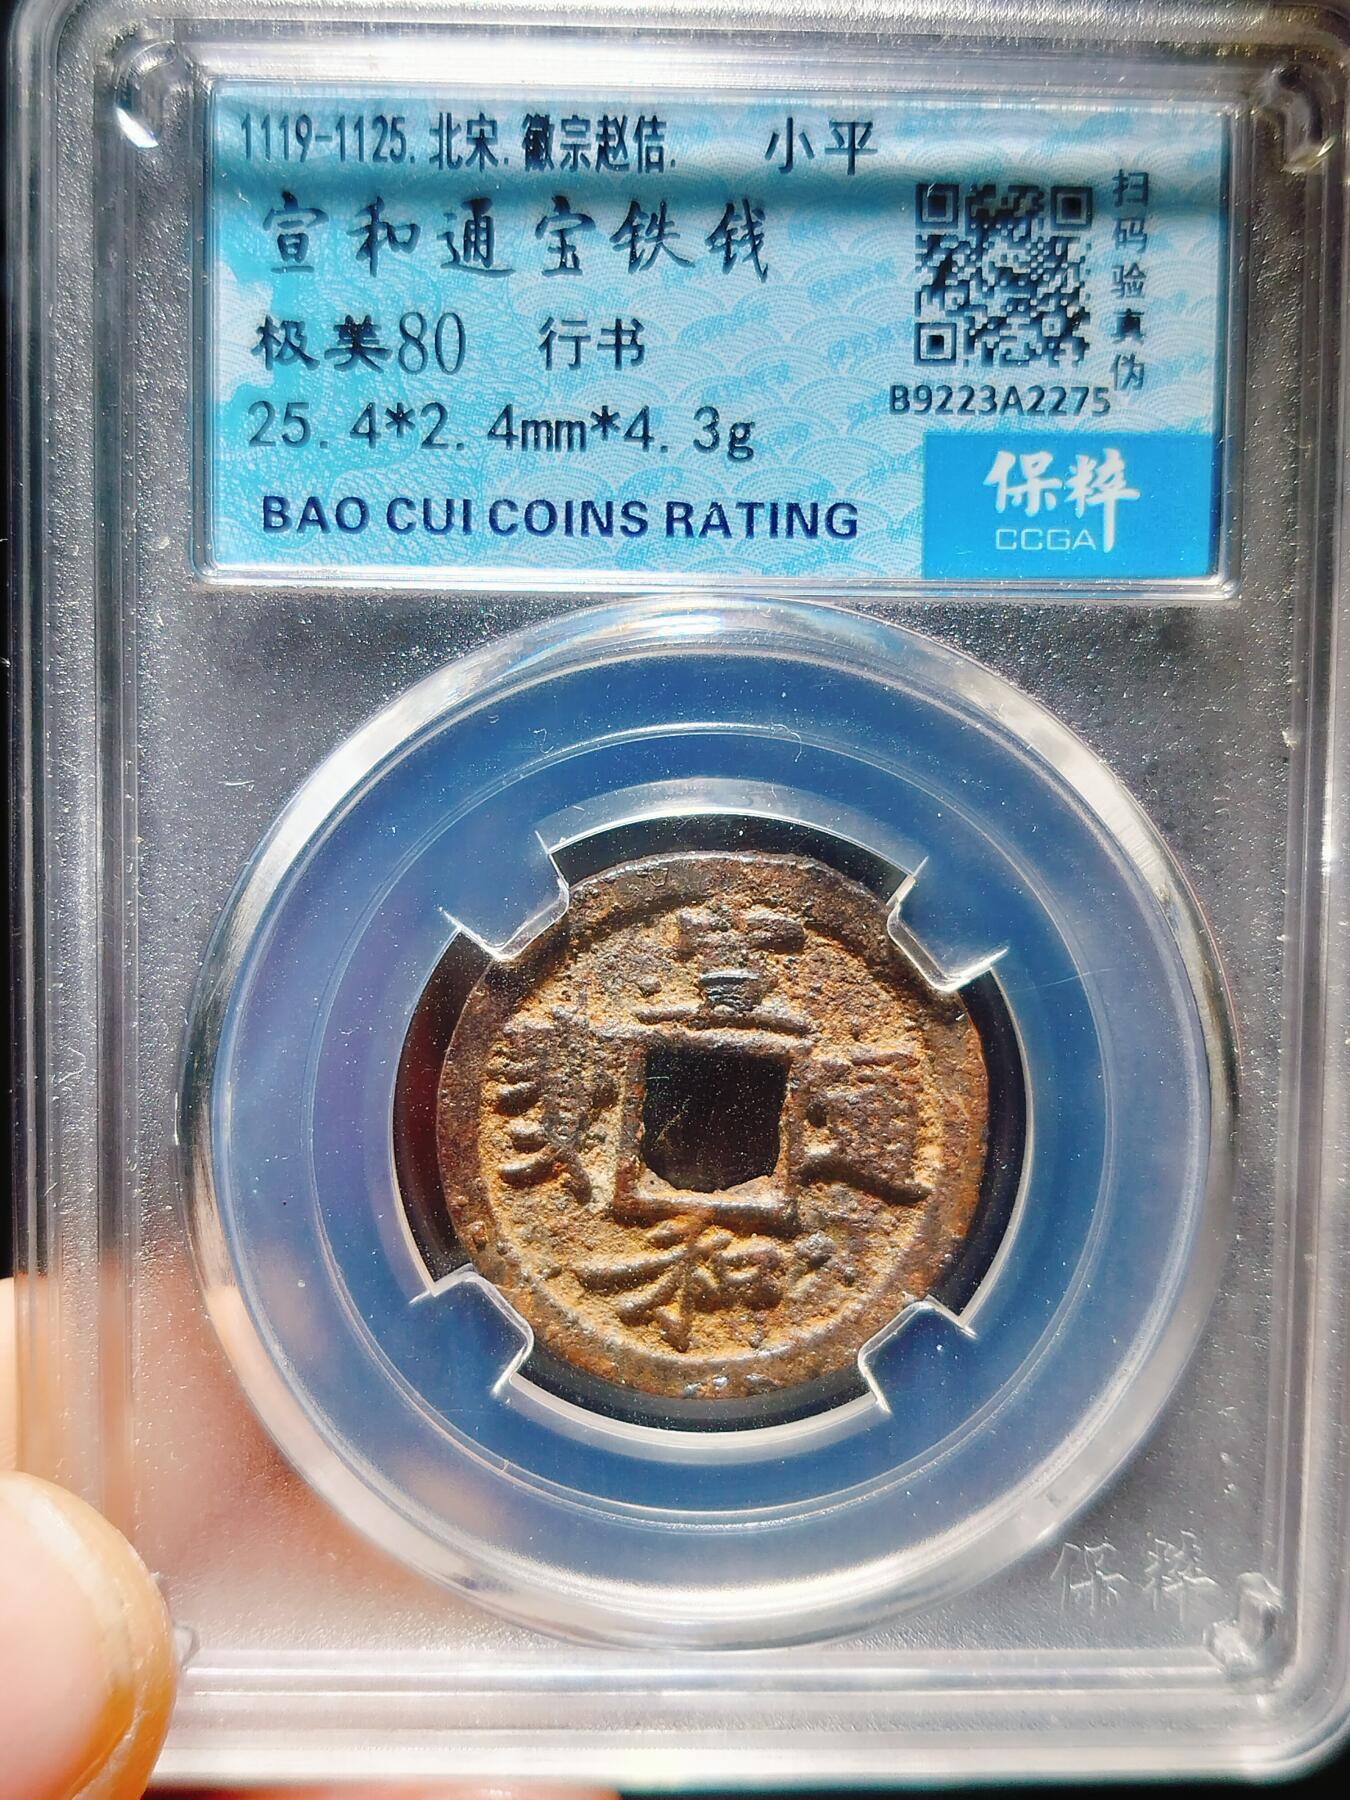 1119-1125. 北宋. 徽宗赵佶. 小平
宣和通宝铁钱
极美80 行书
25.4*2.4mm*4.3g
BAO CUI COINS RATING
扫码验真伪
B9223A2275
保粹
CCGA
宣
通
和
保粹